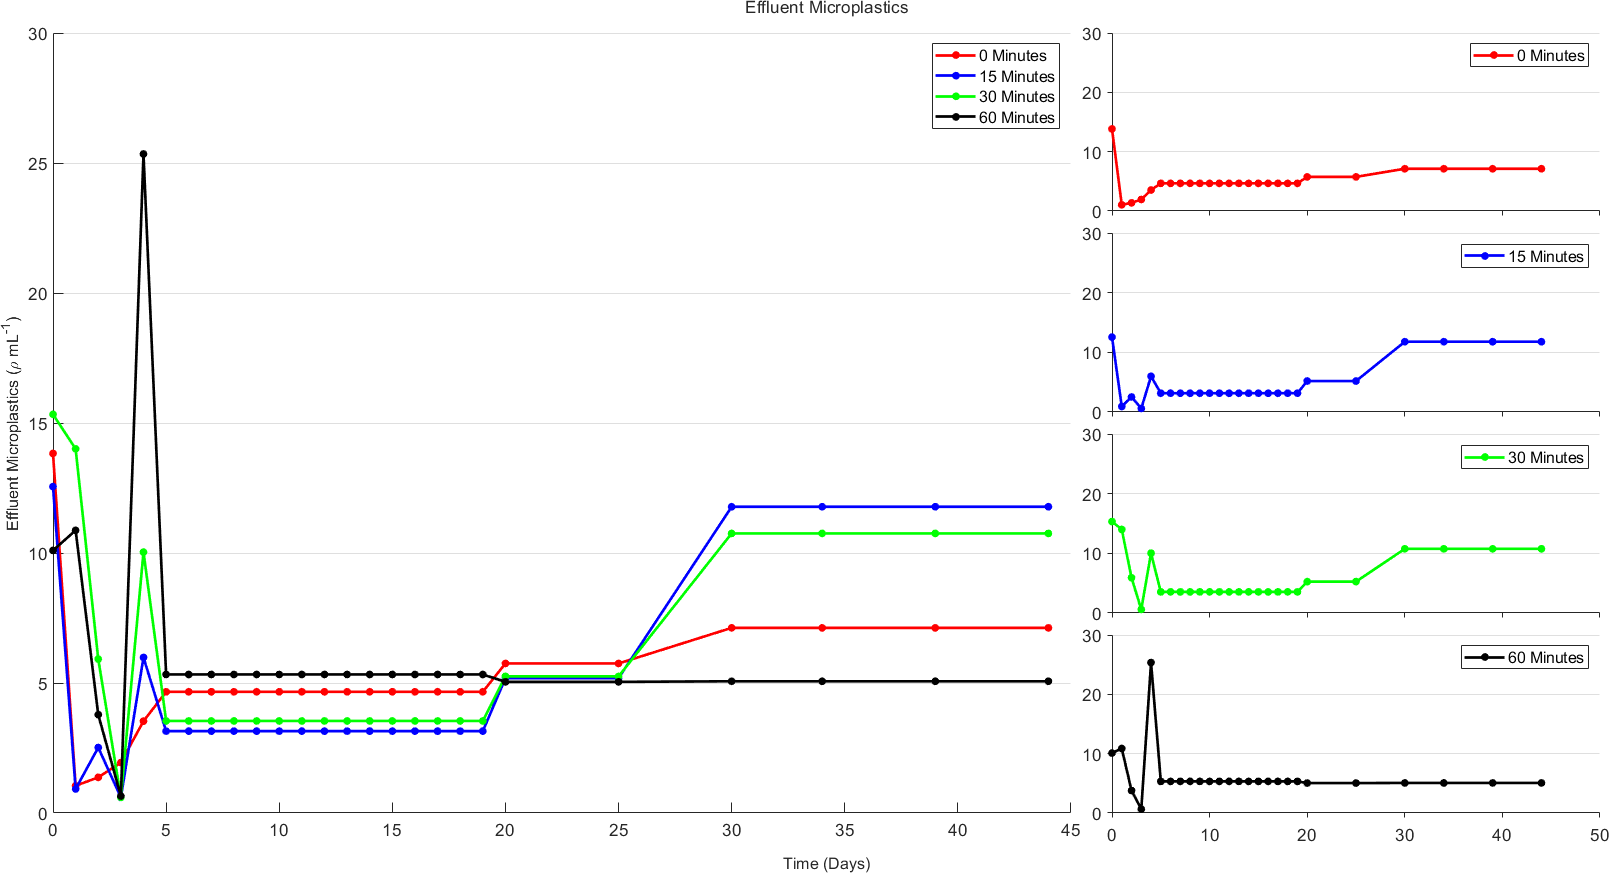 Effluent Microplastics
30
25
20
15
10
5
0
Effluent Microplastics (ρ mL-1)
0 Minutes
15 Minutes
30 Minutes
60 Minutes
0 5 10 15 20 25 30 35 40 45
Time (Days)
30
20
10
0
0 Minutes
30
20
10
0
15 Minutes
30
20
10
0
30 Minutes
30
20
10
0
60 Minutes
0 10 20 30 40 50